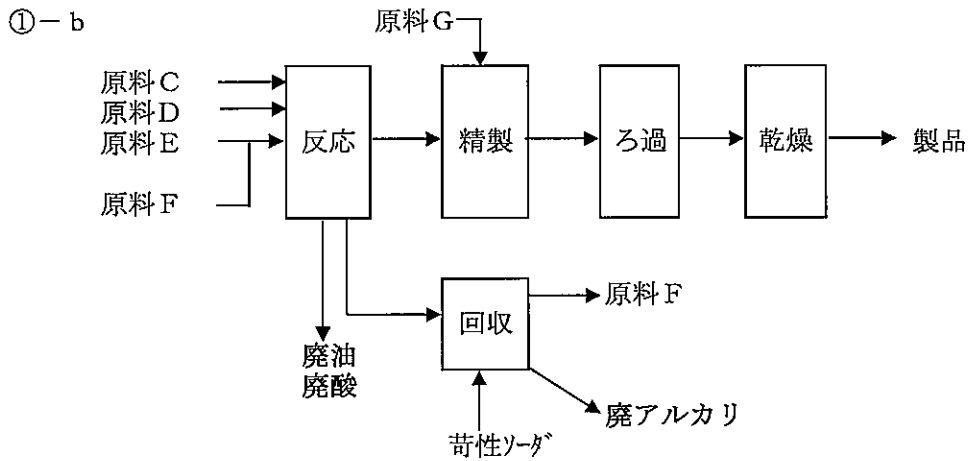 ①－ｂ
原料Ｇ
原料Ｃ
原料Ｄ
原料Ｅ
原料Ｆ
反応
精製
ろ過
乾燥
製品
回収
原料Ｆ
廃油
廃酸
廃アルカリ
苛性ｿｰﾀﾞ